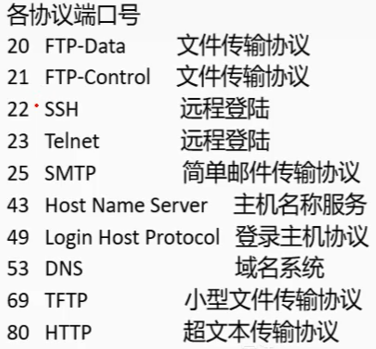 各协议端口号
20 FTP-Data 文件传输协议
21 FTP-Control 文件传输协议
22 SSH 远程登陆
23 Telnet 远程登陆
25 SMTP 简单邮件传输协议
43 Host Name Server 主机名称服务
49 Login Host Protocol 登录主机协议
53 DNS 域名系统
69 TFTP 小型文件传输协议
80 HTTP 超文本传输协议